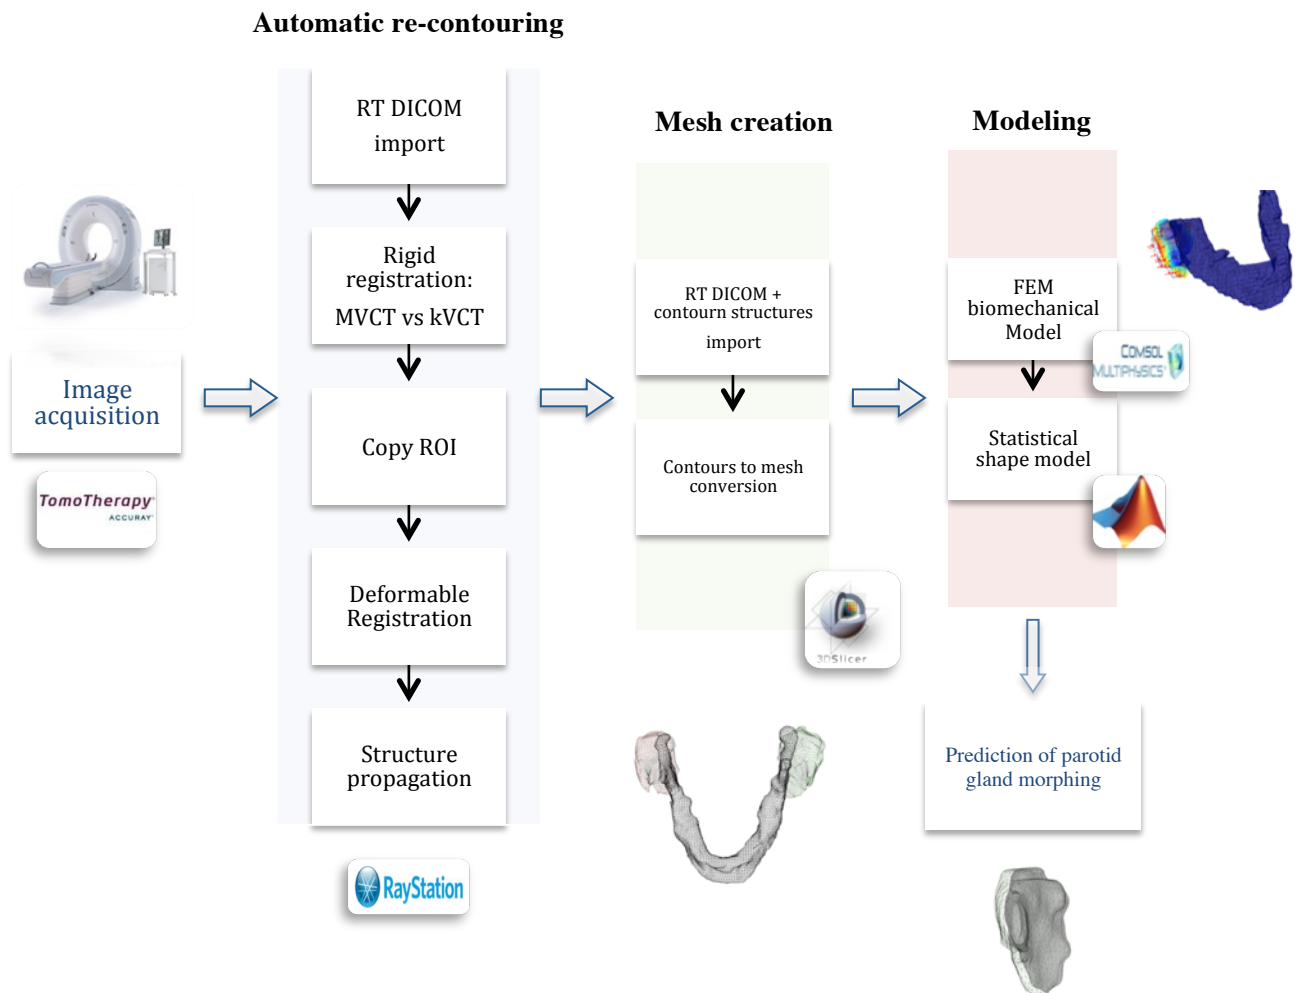 Automatic re-contouring
RT DICOM
import
Rigid
registration:
MVCT vs kVCT
Copy ROI
Deformable
Registration
Structure
propagation
RayStation
Image
acquisition
TomoTherapy®
ACCURAY®
Mesh creation
RT DICOM +
contourn structures
import
Contours to mesh
conversion
3DSlicer
Modeling
FEM
biomechanical
Model
COMSOL
MULTIPHYSICS®
Statistical
shape model
Prediction of parotid
gland morphing